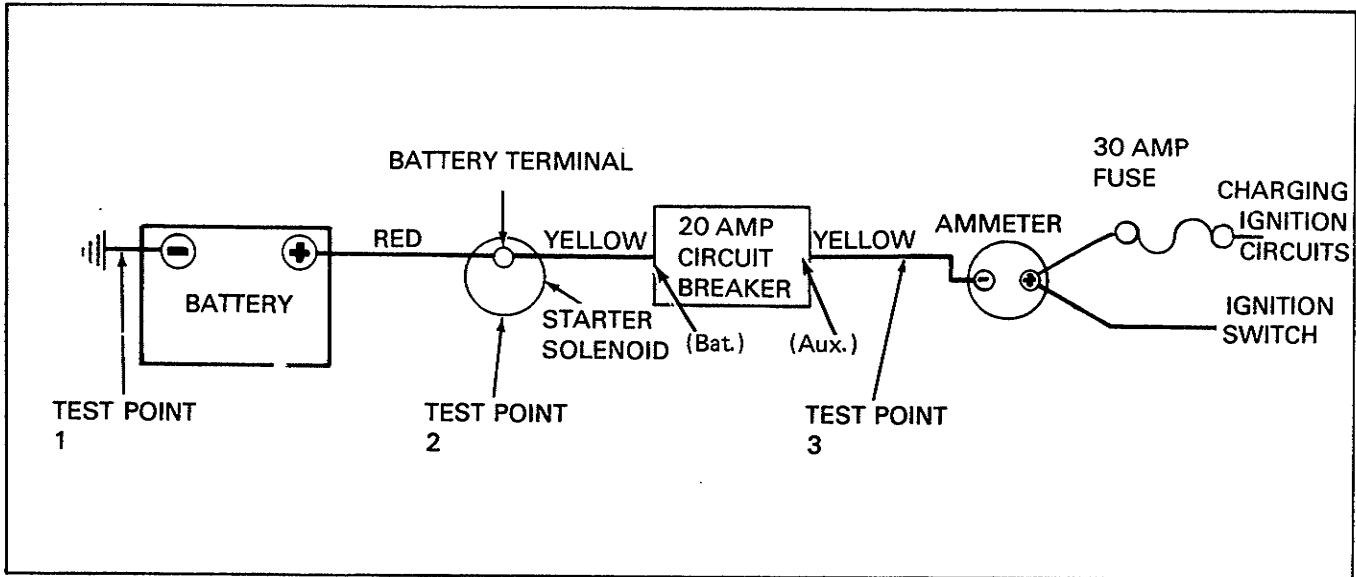 30 AMP
FUSE
CHARGING
IGNITION
CIRCUITS
BATTERY TERMINAL
RED
YELLOW
20 AMP
CIRCUIT
BREAKER
YELLOW
AMMETER
- +
BATTERY
- +
STARTER
SOLENOID
(Bat.)
(Aux.)
IGNITION
SWITCH
TEST POINT
1
TEST POINT
2
TEST POINT
3